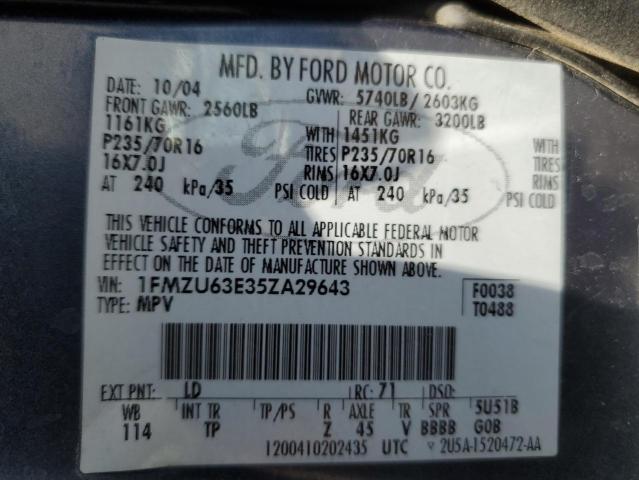 MFD. BY FORD MOTOR CO.
DATE: 10/04 GVWR: 5740LB / 2603KG
FRONT GAWR: 2560LB REAR GAWR: 3200LB
1161KG WITH 1451KG WITH
P235/70R16 TIRES P235/70R16 TIRES
16X7.0J RIMS 16X7.0J RIMS
AT 240 kPa/35 PSI COLD AT 240 kPa/35 PSI COLD
Ford
THIS VEHICLE CONFORMS TO ALL APPLICABLE FEDERAL MOTOR
VEHICLE SAFETY AND THEFT PREVENTION STANDARDS IN
EFFECT ON THE DATE OF MANUFACTURE SHOWN ABOVE.
VIN: 1FMZU63E35ZA29643 F0038
TYPE: MPV T0488
EXT PNT: LD RC: 71 DSO:
WB INT TR TP/PS R AXLE TR SPR 5U51B
114 TP Z 45 V BBBB GOB
1200410202435 UTC ▽ 2U5A-1520472-AA